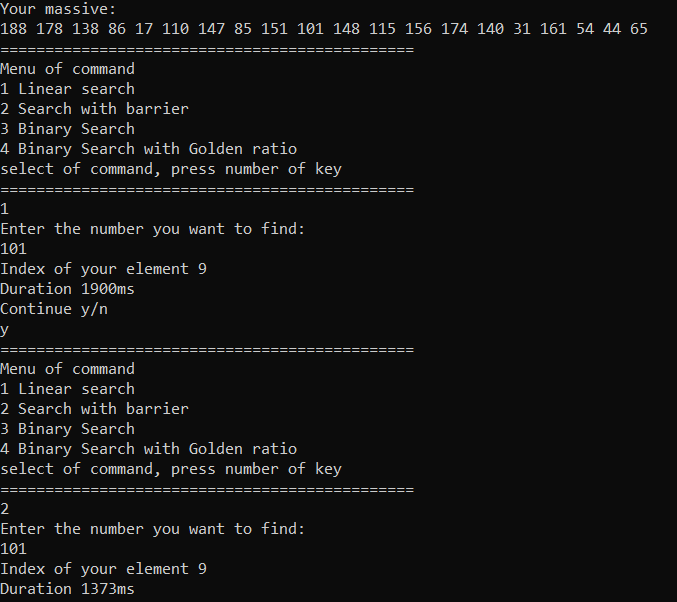 Your massive:
188 178 138 86 17 110 147 85 151 101 148 115 156 174 140 31 161 54 44 65
==============================================
Menu of command
1 Linear search
2 Search with barrier
3 Binary Search
4 Binary Search with Golden ratio
select of command, press number of key
==============================================
1
Enter the number you want to find:
101
Index of your element 9
Duration 1900ms
Continue y/n
y
==============================================
Menu of command
1 Linear search
2 Search with barrier
3 Binary Search
4 Binary Search with Golden ratio
select of command, press number of key
==============================================
2
Enter the number you want to find:
101
Index of your element 9
Duration 1373ms